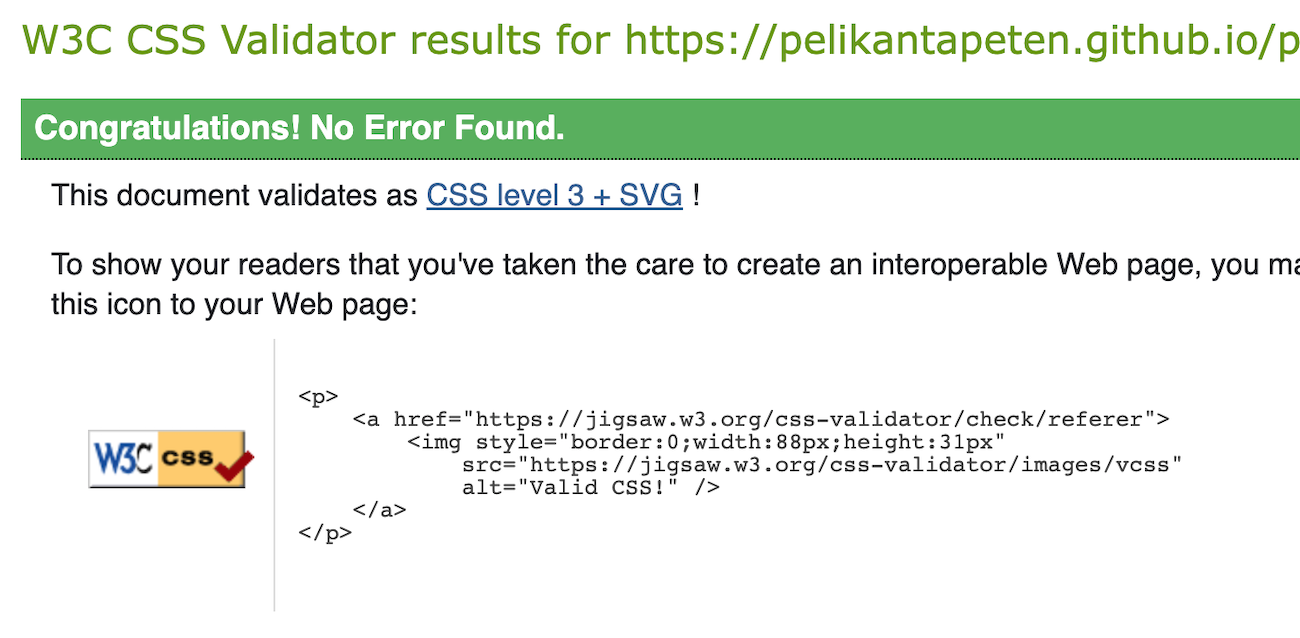 W3C CSS Validator results for https://pelikantapeten.github.io/p
Congratulations! No Error Found.
This document validates as CSS level 3 + SVG !
To show your readers that you've taken the care to create an interoperable Web page, you ma
this icon to your Web page:
W3C css
<p>
    <a href="https://jigsaw.w3.org/css-validator/check/referer">
        <img style="border:0;width:88px;height:31px"
            src="https://jigsaw.w3.org/css-validator/images/vcss"
            alt="Valid CSS!" />
    </a>
</p>